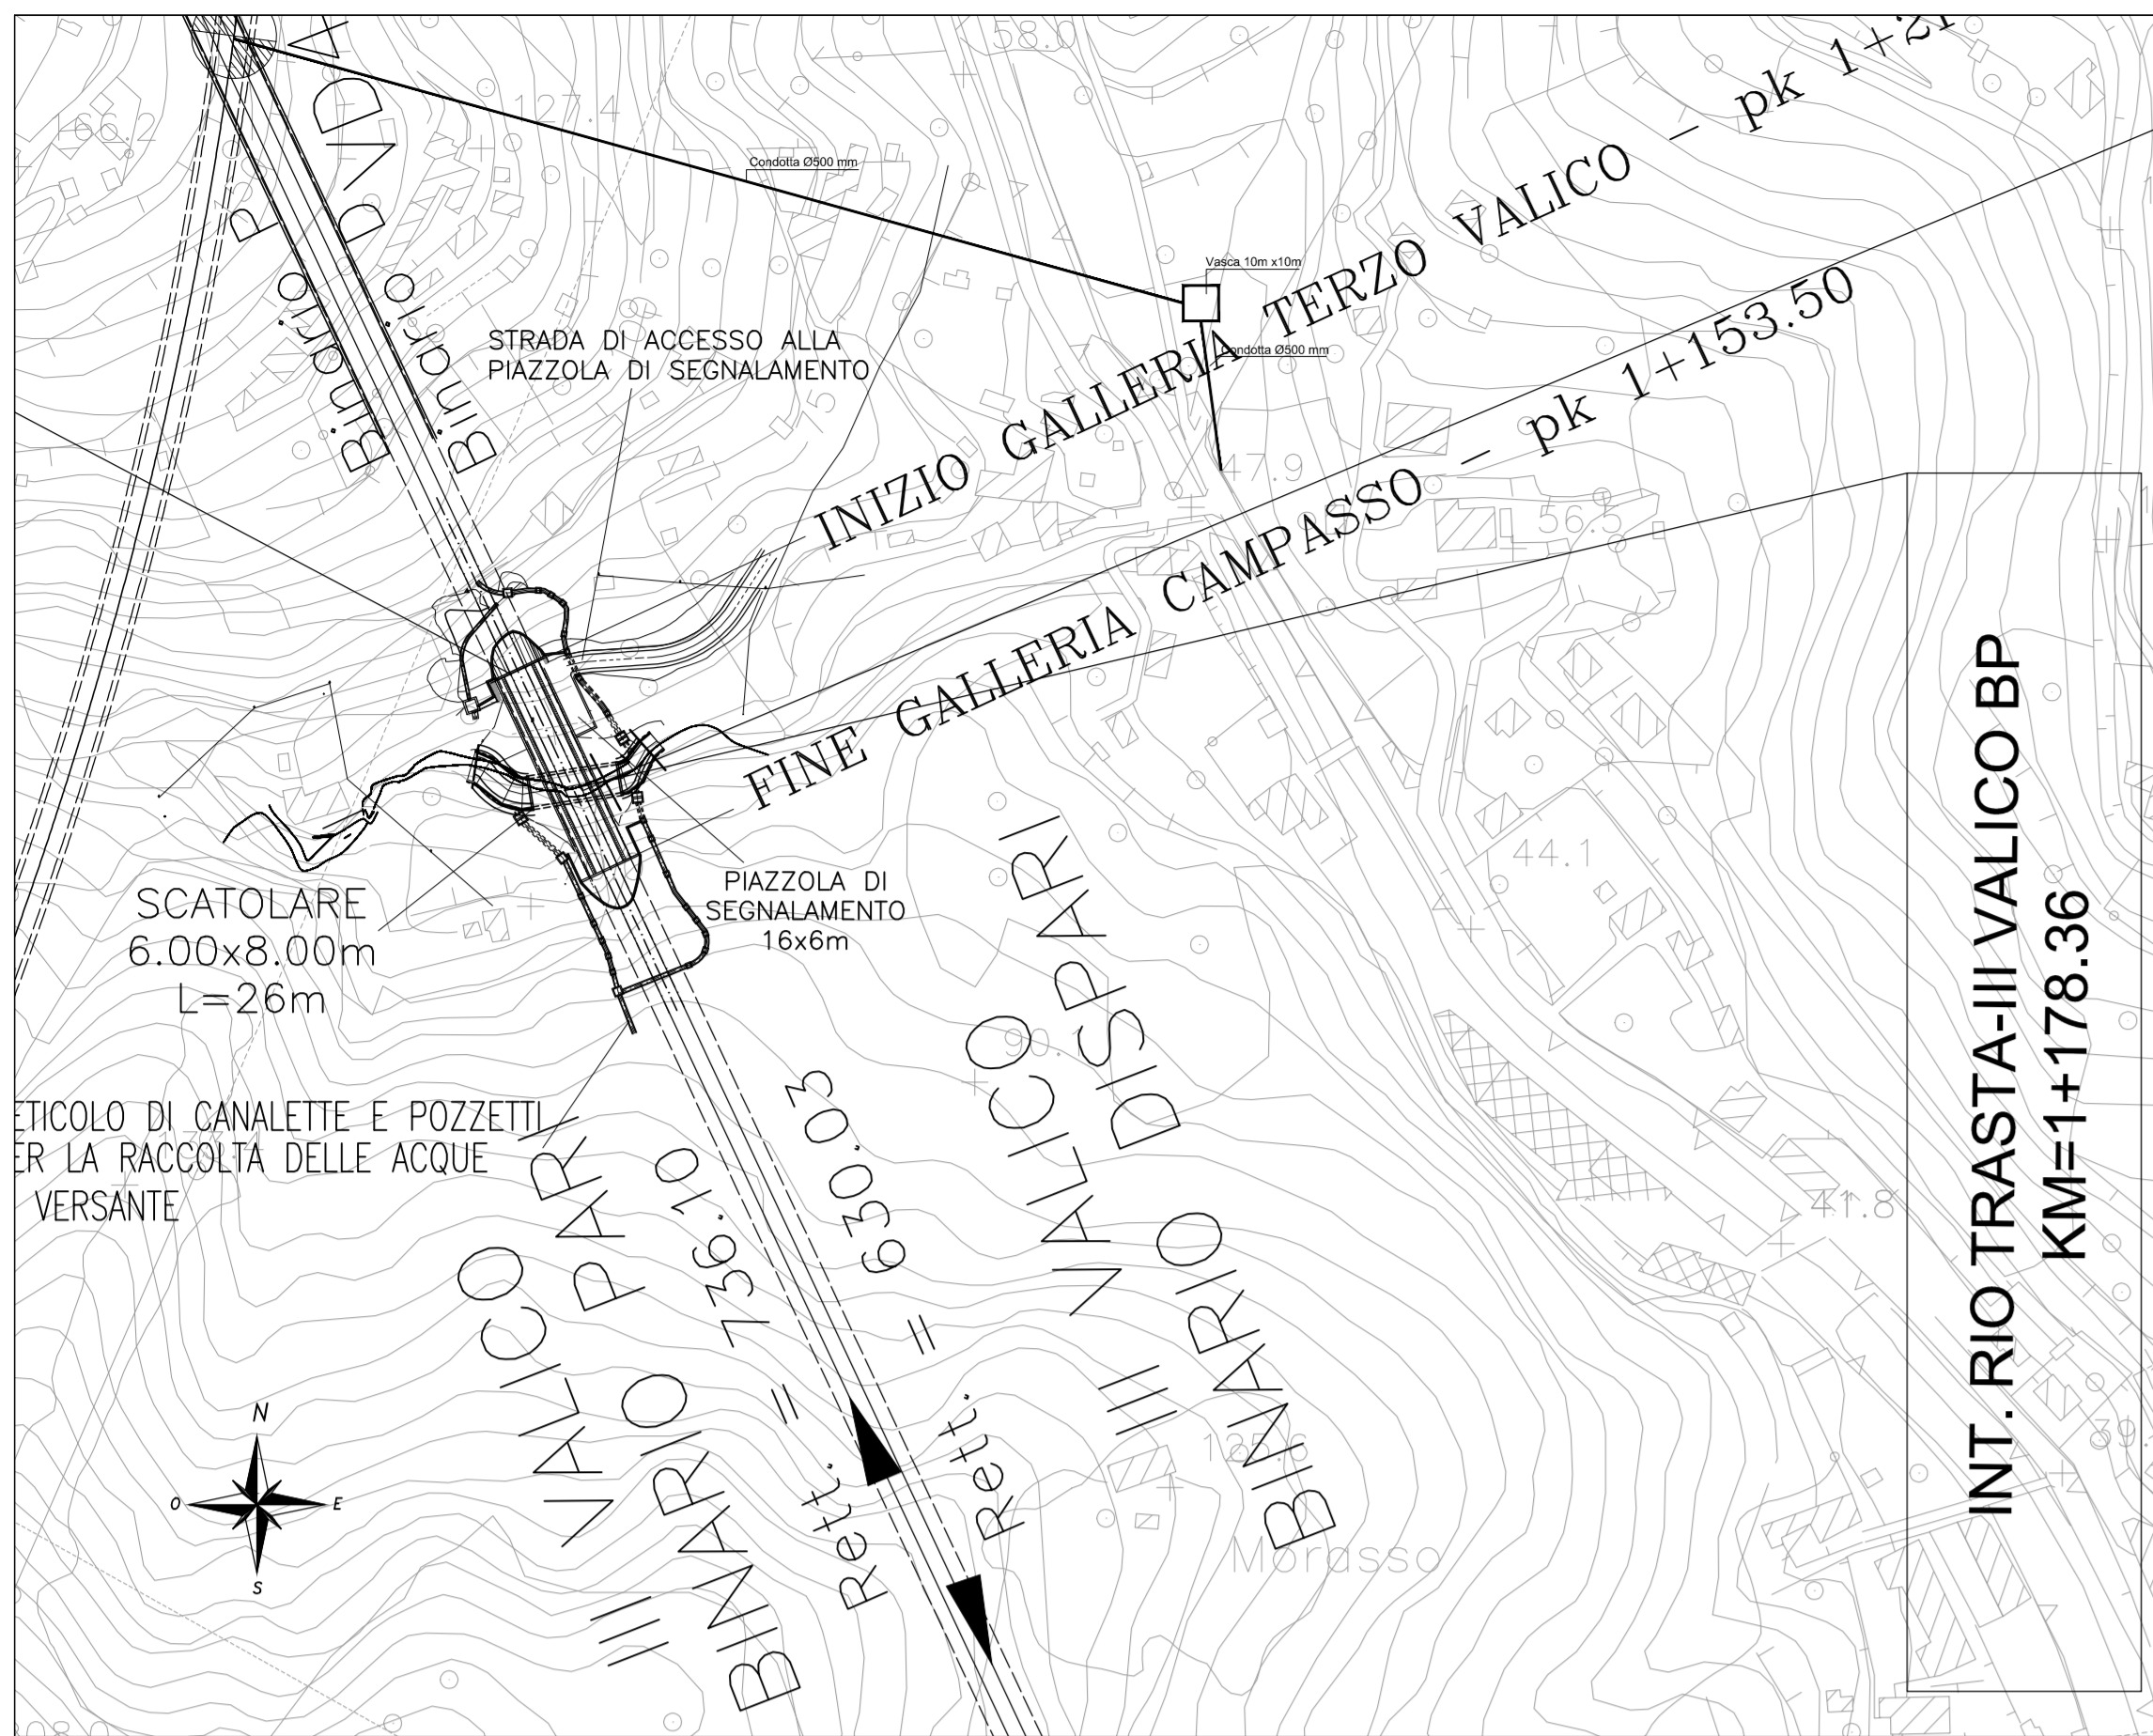 58.0
127.4
166.2
Condotta Ø500 mm
Vasca 10m x10m
Condotta Ø500 mm
Binario
Binario
STRADA DI ACCESSO ALLA
PIAZZOLA DI SEGNALAMENTO
INIZIO GALLERIA TERZO VALICO - pk
FINE GALLERIA CAMPASSO - pk 1+153.50
47.9
56.5
44.1
SCATOLARE
6.00x8.00m
L=26m
PIAZZOLA DI
SEGNALAMENTO
16x6m
ETICOLO DI CANALETTE E POZZETTI
ER LA RACCOLTA DELLE ACQUE
VERSANTE
III VALICO
BINARIO PARI
Rett. = 736.10
Rett. = 630.03
III VALICO
BINARIO DISPARI
41.8
125.6
Morasso
N
O
E
S
INT. RIO TRASTA-III VALICO BP
KM=1+178.36